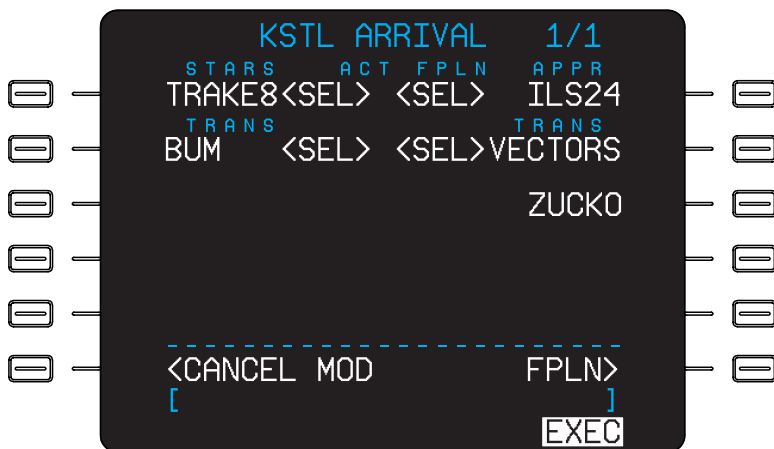 KSTL ARRIVAL 1/1
STARS ACT FPLN APPR
TRAKE8<SEL> <SEL> ILS24
TRANS TRANS
BUM <SEL> <SEL>VECTORS
ZUCKO
<CANCEL MOD FPLN>
[ ]
EXEC